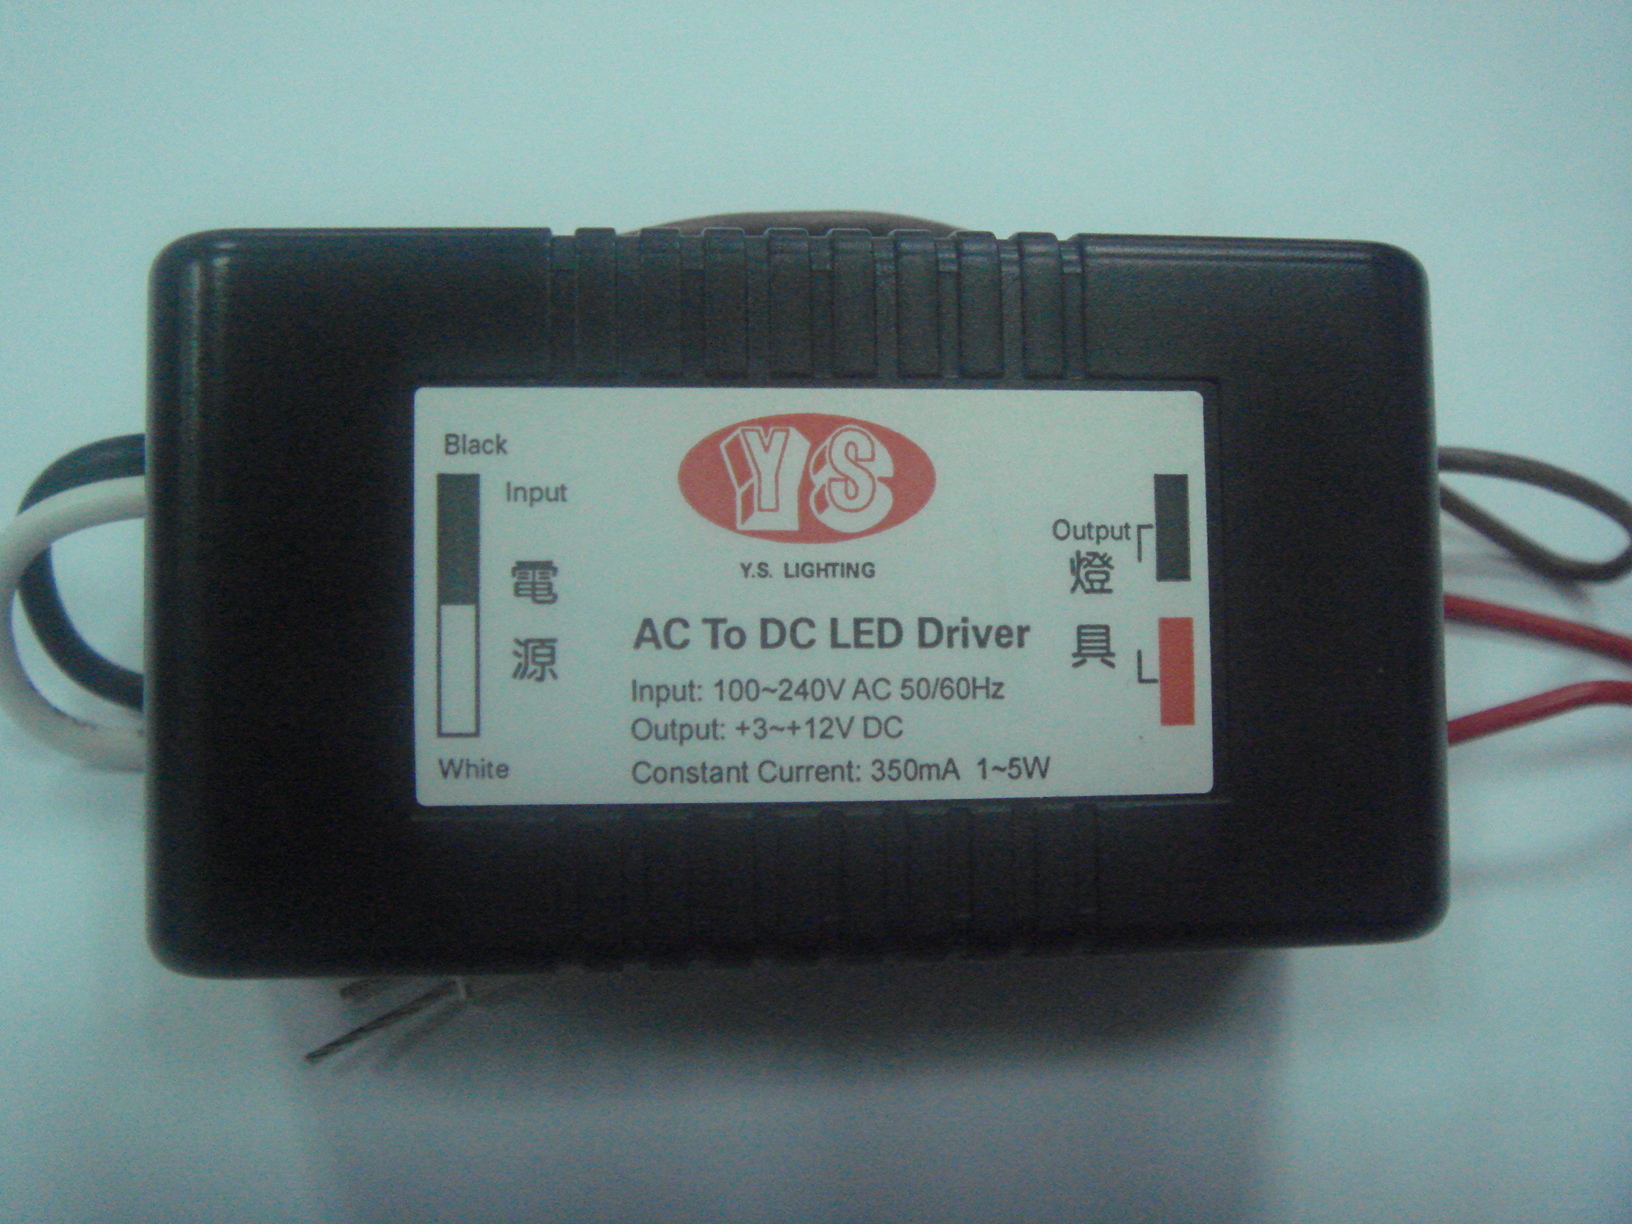 Black
Input
電
源
White
YS
Y.S. LIGHTING
AC To DC LED Driver
Input: 100~240V AC 50/60Hz
Output: +3~+12V DC
Constant Current: 350mA 1~5W
Output
燈
具